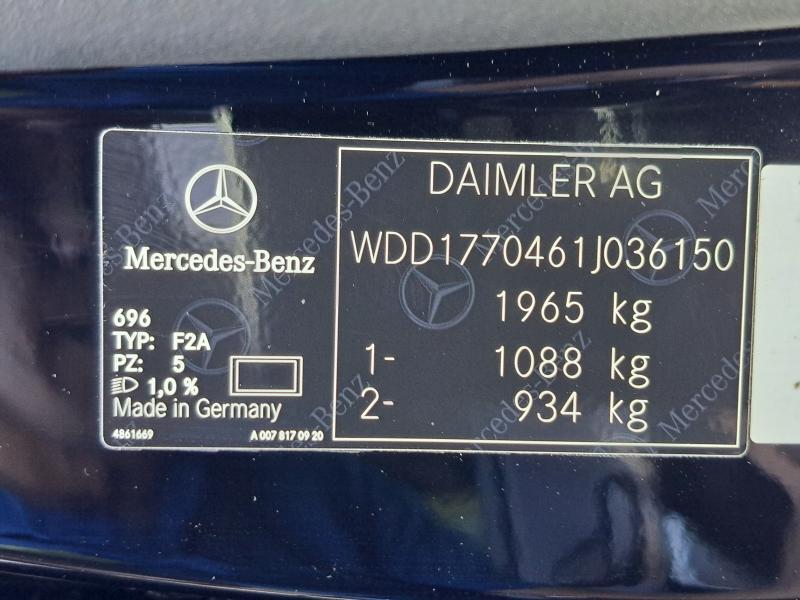 Mercedes-Benz
696
TYP: F2A
PZ: 5
1,0 %
Made in Germany
4861669 A 007 817 09 20
DAIMLER AG
WDD1770461J036150
1965 kg
1- 1088 kg
2- 934 kg